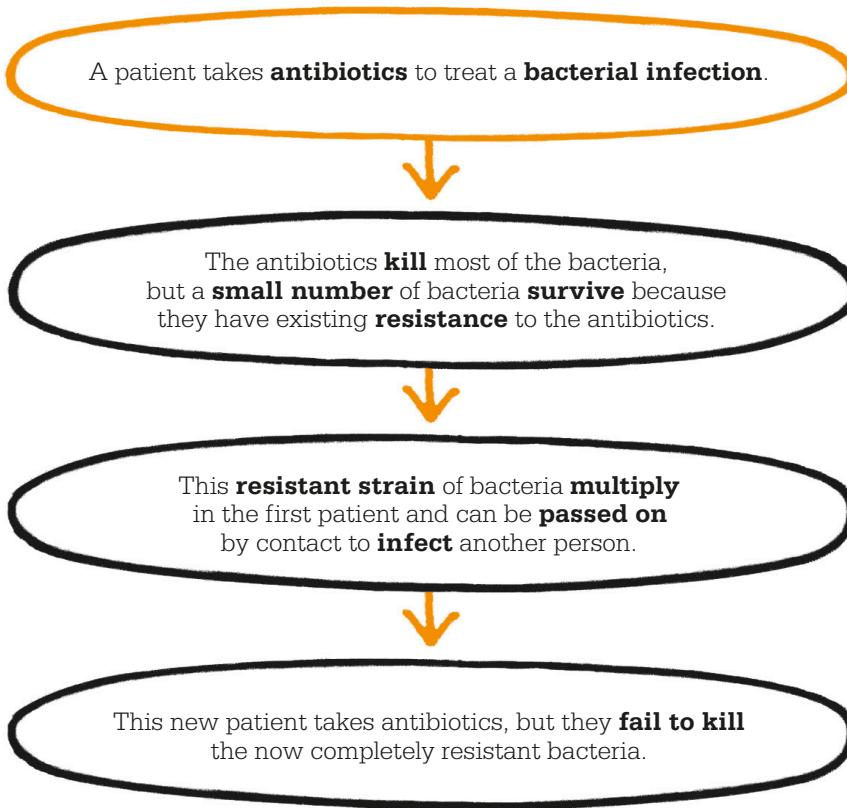 A patient takes antibiotics to treat a bacterial infection.
The antibiotics kill most of the bacteria,
but a small number of bacteria survive because
they have existing resistance to the antibiotics.
This resistant strain of bacteria multiply
in the first patient and can be passed on
by contact to infect another person.
This new patient takes antibiotics, but they fail to kill
the now completely resistant bacteria.